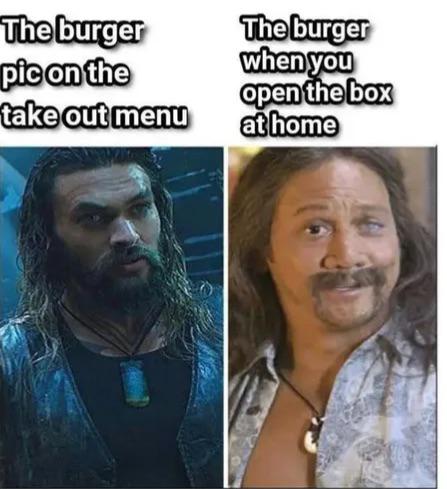 The burger
pic on the
take out menu
The burger
when you
open the box
at home